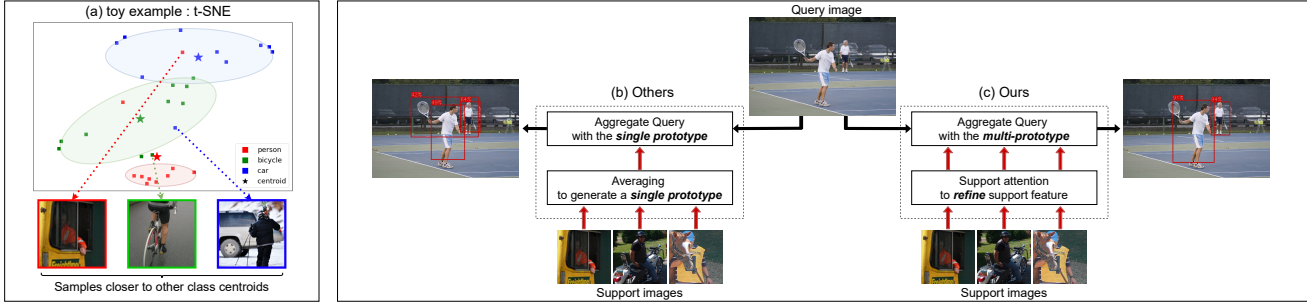 (a) toy example : t-SNE
person
bicycle
car
centroid
Samples closer to other class centroids
Query image
(b) Others
Aggregate Query
with the single prototype
Averaging
to generate a single prototype
Support images
(c) Ours
Aggregate Query
with the multi-prototype
Support attention
to refine support feature
Support images